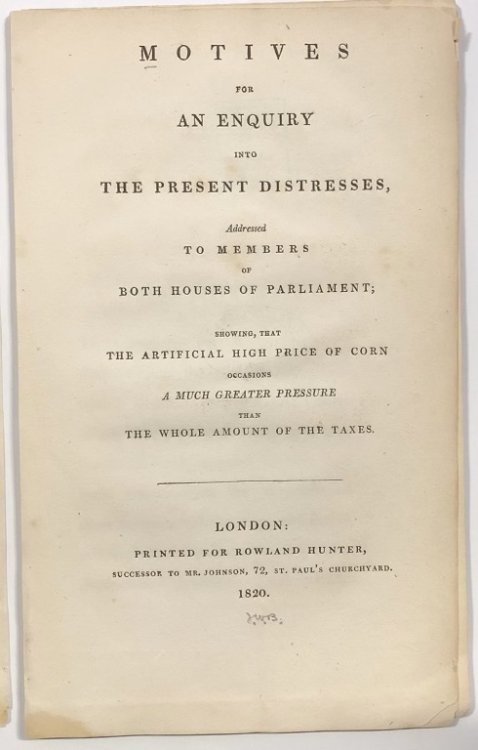 MOTIVES
FOR
AN ENQUIRY
INTO
THE PRESENT DISTRESSES,
Addressed
TO MEMBERS
OF
BOTH HOUSES OF PARLIAMENT;
SHOWING, THAT
THE ARTIFICIAL HIGH PRICE OF CORN
OCCASIONS
A MUCH GREATER PRESSURE
THAN
THE WHOLE AMOUNT OF THE TAXES.
LONDON:
PRINTED FOR ROWLAND HUNTER,
SUCCESSOR TO MR. JOHNSON, 72, ST. PAUL'S CHURCHYARD.
1820.